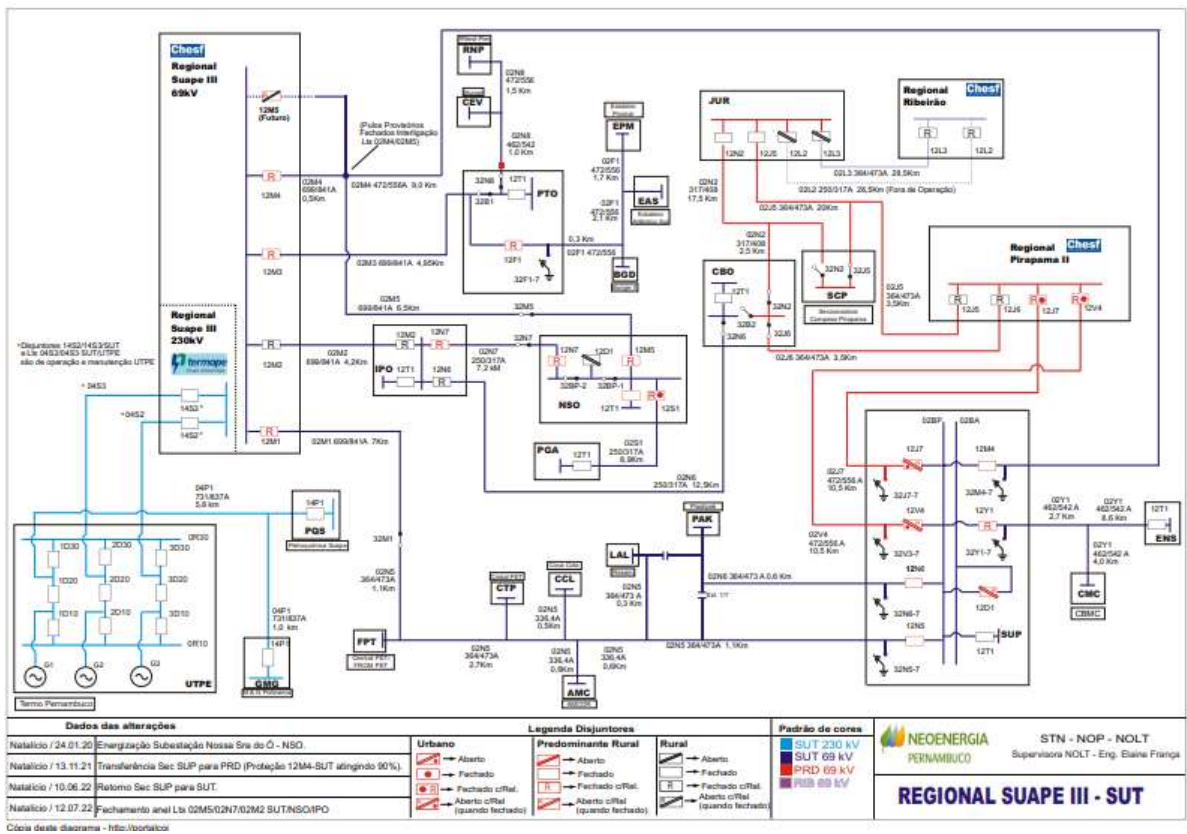 Chesf
Regional
Suape III
69kV
12M5
(Futuro)
(Pulos Provisórios
Fechados Interligação
Lts 02M4/02M5)
02M4
698/841A
0,5Km
02M4 472/556A 9,0 Km
12M4
12M3
02M3 699/841A 4,95Km
02M5
699/841A 6,5Km
32M5
Regional
Suape III
230kV
termope
*Disjuntores 14S2/14S3/SUT
e Lts 04S2/04S3 SUT/UTPE
são de operação e manutenção UTPE
* 04S3
*04S2
14S3*
14S2*
12M2
02M2
699/841A 4,2Km
12M1
02M1 699/841A 7Km
RNP
02N8
472/556
1,5 Km
CEV
02N8
462/542
1,0 Km
32N8
32B1
12T1
PTO
12F1
32F1-7
0,3 Km
02F1 472/556
EPM
02F1
472/556
1,7 Km
EAS
32F1
472/556
2,1 Km
BGD
12M2
12N7
IPO
12T1
12N6
02N7
250/317A
7,2 kM
32N7
12N7
12D1
12M5
32BP-2
32BP-1
NSO
12T1
12S1
PGA
12T1
02S1
250/317A
6,9Km
02N6
250/317A 12,5Km
JUR
12N2
12J5
12L2
12L3
Regional
Ribeirão
Chesf
12L3
12L2
02L3 364/473A 28,5Km
02L2 250/317A 28,5Km (Fora de Operação)
02N2
317/408
17,5 Km
02J5 364/473A 20Km
02N2
317/408
2,5 Km
CBO
12T1
32N2
32B2
32N6
32J6
32N2
32J5
SCP
02J6 364/473A 3,5Km
02J5
364/473A
3,5Km
Regional
Pirapama II
Chesf
12J5
12J6
12J7
12V4
02BP
02BA
12J7
12M4
32J7-7
32M4-7
02J7
472/556 A
10,5 Km
12V4
12Y1
32V3-7
32Y1-7
02V4
472/556 A
10,5 Km
12N6
32N6-7
12D1
12N5
32N5-7
SUP
12T1
02Y1
462/542 A
2,7 Km
02Y1
462/542 A
8,6 Km
12T1
ENS
02Y1
462/542 A
4,0 Km
CMC
CBMC
04P1
731/837A
5,8 km
14P1
PQS
Petroquímica Suape
0R30
1D30
2D30
3D30
1D20
2D20
3D20
1D10
2D10
3D10
0R10
G1
G2
G3
UTPE
Termo Pernambuco
04P1
731/837A
1,0 km
14P1
GMG
32M1
02N5
364/473A
1,1Km
FPT
CTP
CCL
02N5
364/473A
2,7Km
02N5
336,4A
0,5Km
02N5
336,4A
0,9Km
02N5
336,4A
0,6Km
AMC
LAL
PAK
02N5
364/473 A
0,3 Km
02N6 364/473 A 0,6 Km
02N5 364/473A 1,1Km
Dados das alterações
Natalício / 24.01.20 Energização Subestação Nossa Sra do Ó - NSO.
Natalício / 13.11.21 Transferência Sec SUP para PRD (Proteção 12M4-SUT atingindo 90%).
Natalício / 10.06.22 Retorno Sec SUP para SUT.
Natalício / 12.07.22 Fechamento anel Lts 02M5/02N7/02M2 SUT/NSO/IPO
Legenda Disjuntores
Urbano
Aberto
Fechado
Fechado c/Rel.
Aberto c/Rel
(quando fechado)
Predominante Rural
Aberto
Fechado
Fechado c/Rel.
Aberto c/Rel
(quando fechado)
Rural
Aberto
Fechado
Fechado c/Rel.
Aberto c/Rel
(quando fechado)
Padrão de cores
SUT 230 kV
SUT 69 kV
PRD 69 kV
RIB 69 kV
NEOENERGIA
PERNAMBUCO
STN - NOP - NOLT
Supervisora NOLT - Eng. Elaine França
REGIONAL SUAPE III - SUT
Cópia deste diagrama - http://portalcoi